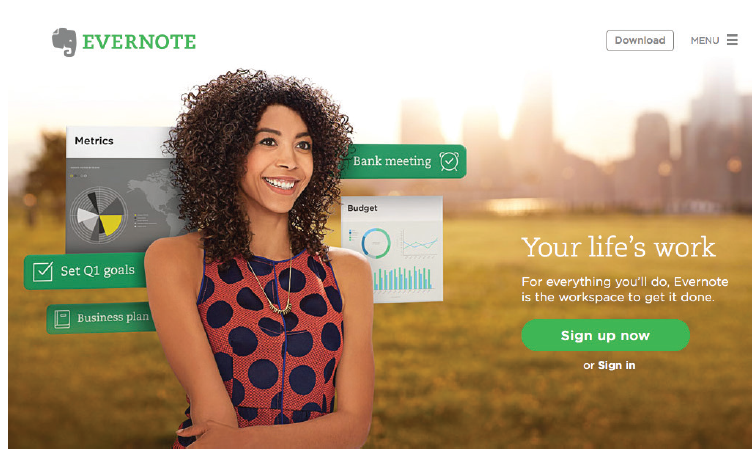 EVERNOTE
Download
MENU
Metrics
Bank meeting
Budget
Set Q1 goals
Business plan
Your life's work
For everything you'll do, Evernote
is the workspace to get it done.
Sign up now
or Sign in